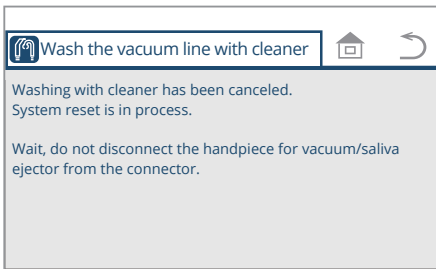 Wash the vacuum line with cleaner
Washing with cleaner has been canceled.
System reset is in process.
Wait, do not disconnect the handpiece for vacuum/saliva
ejector from the connector.